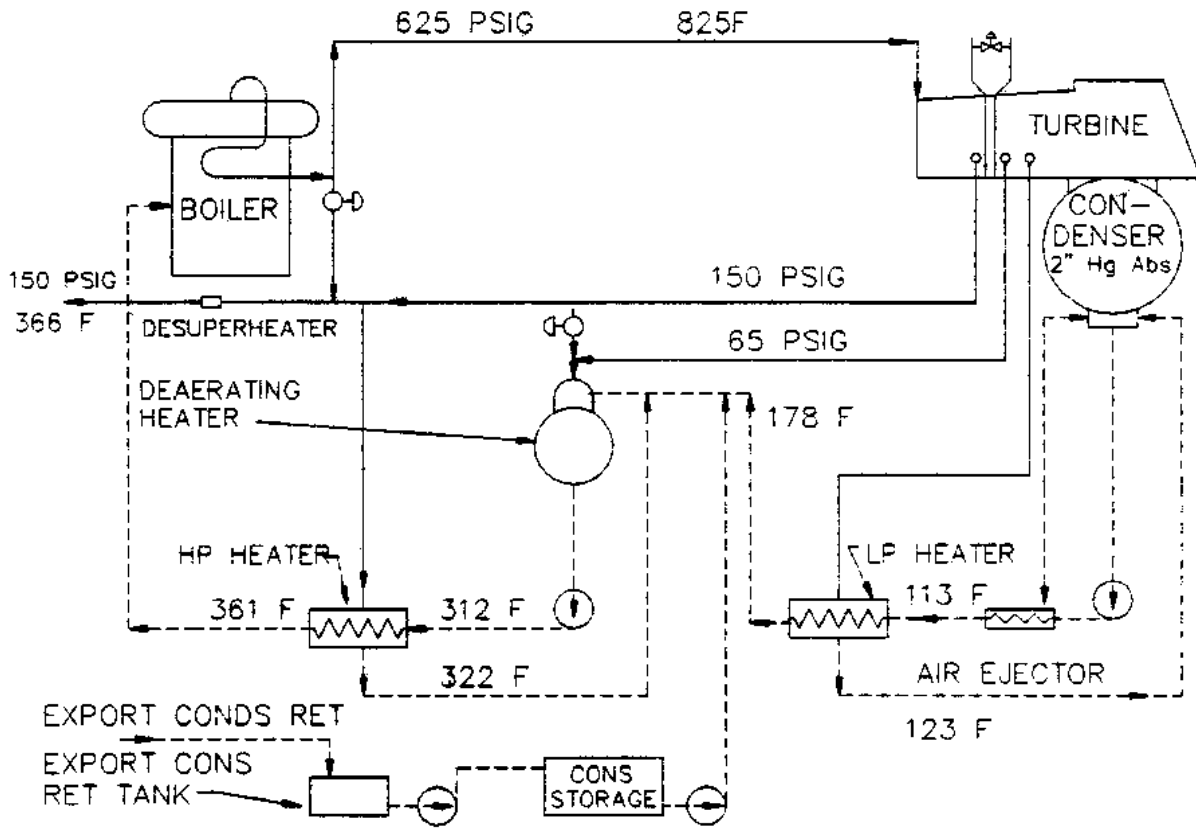 625 PSIG 825F
TURBINE
BOILER
CON-
DENSER
2" Hg Abs
150 PSIG
366 F
DESUPERHEATER
150 PSIG
65 PSIG
DEAERATING
HEATER
178 F
HP HEATER
LP HEATER
361 F
312 F
113 F
322 F
AIR EJECTOR
123 F
EXPORT CONDS RET
EXPORT CONS
RET TANK
CONS
STORAGE